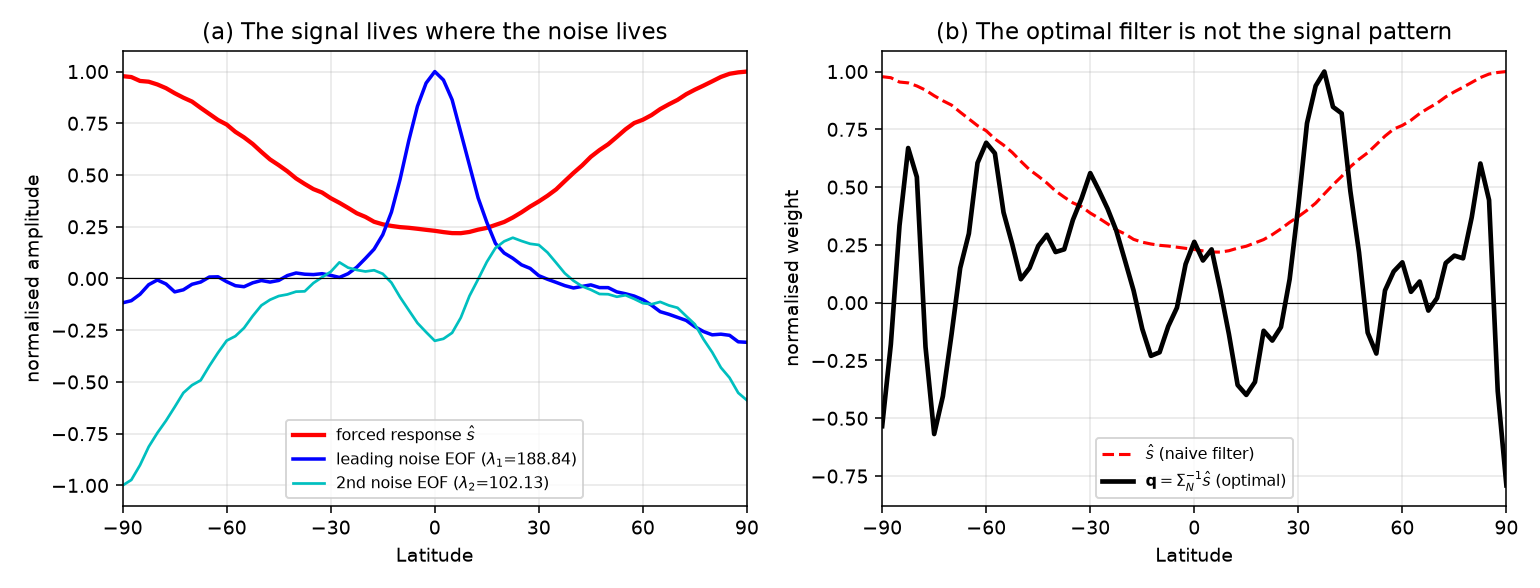 (a) The signal lives where the noise lives
normalised amplitude
1.00
0.75
0.50
0.25
0.00
−0.25
−0.50
−0.75
−1.00
forced response ŝ
leading noise EOF (λ₁=188.84)
2nd noise EOF (λ₂=102.13)
−90 −60 −30 0 30 60 90
Latitude
(b) The optimal filter is not the signal pattern
normalised weight
1.00
0.75
0.50
0.25
0.00
−0.25
−0.50
−0.75
ŝ (naive filter)
q = Σ_N⁻¹ŝ (optimal)
−90 −60 −30 0 30 60 90
Latitude